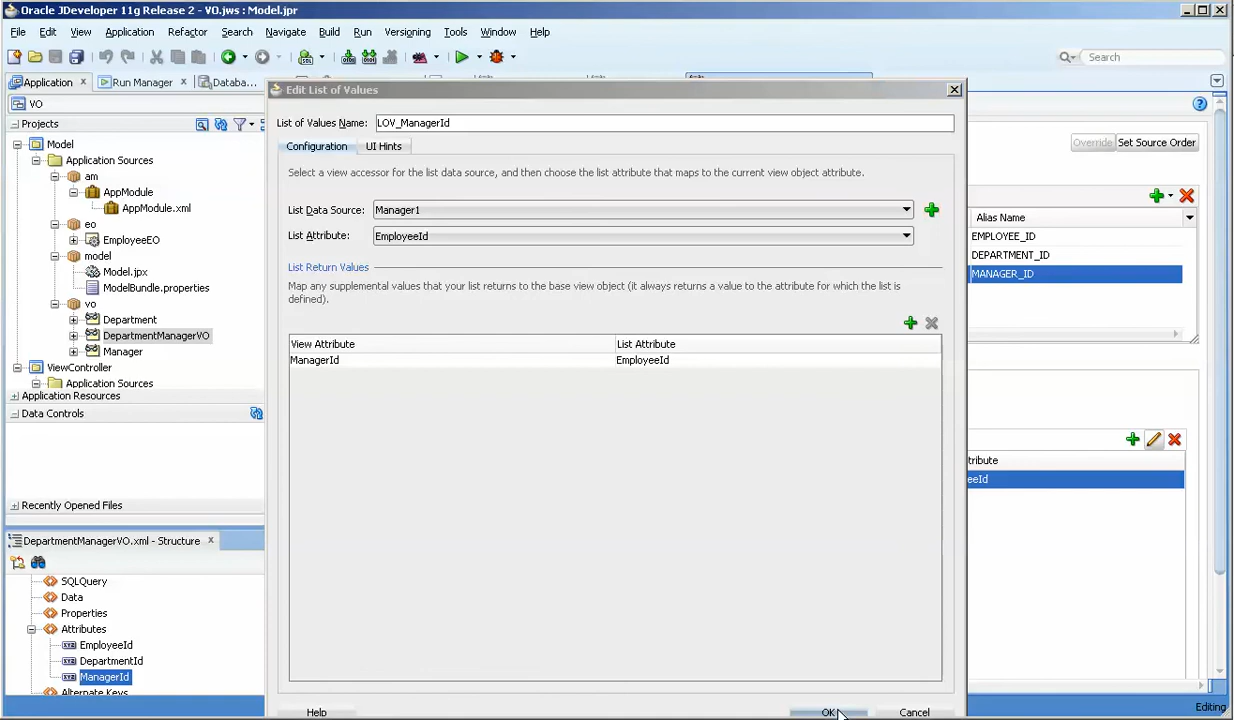 Oracle JDeveloper 11g Release 2 - VO.jws : Model.jpr
File Edit View Application Refactor Search Navigate Build Run Versioning Tools Window Help
Search
Application Run Manager Databa...
VO
Projects
Model
Application Sources
am
AppModule
AppModule.xml
eo
EmployeeEO
model
Model.jpx
ModelBundle.properties
vo
Department
DepartmentManagerVO
Manager
ViewController
Application Sources
Application Resources
Data Controls
Recently Opened Files
DepartmentManagerVO.xml - Structure
SQLQuery
Data
Properties
Attributes
EmployeeId
DepartmentId
ManagerId
Alternate Keys
Edit List of Values
List of Values Name: LOV_ManagerId
Configuration UI Hints
Select a view accessor for the list data source, and then choose the list attribute that maps to the current view object attribute.
List Data Source: Manager1
List Attribute: EmployeeId
List Return Values
Map any supplemental values that your list returns to the base view object (it always returns a value to the attribute for which the list is
defined).
View Attribute List Attribute
ManagerId EmployeeId
Help OK Cancel
Override Set Source Order
Alias Name
EMPLOYEE_ID
DEPARTMENT_ID
MANAGER_ID
tribute
eeId
Editing